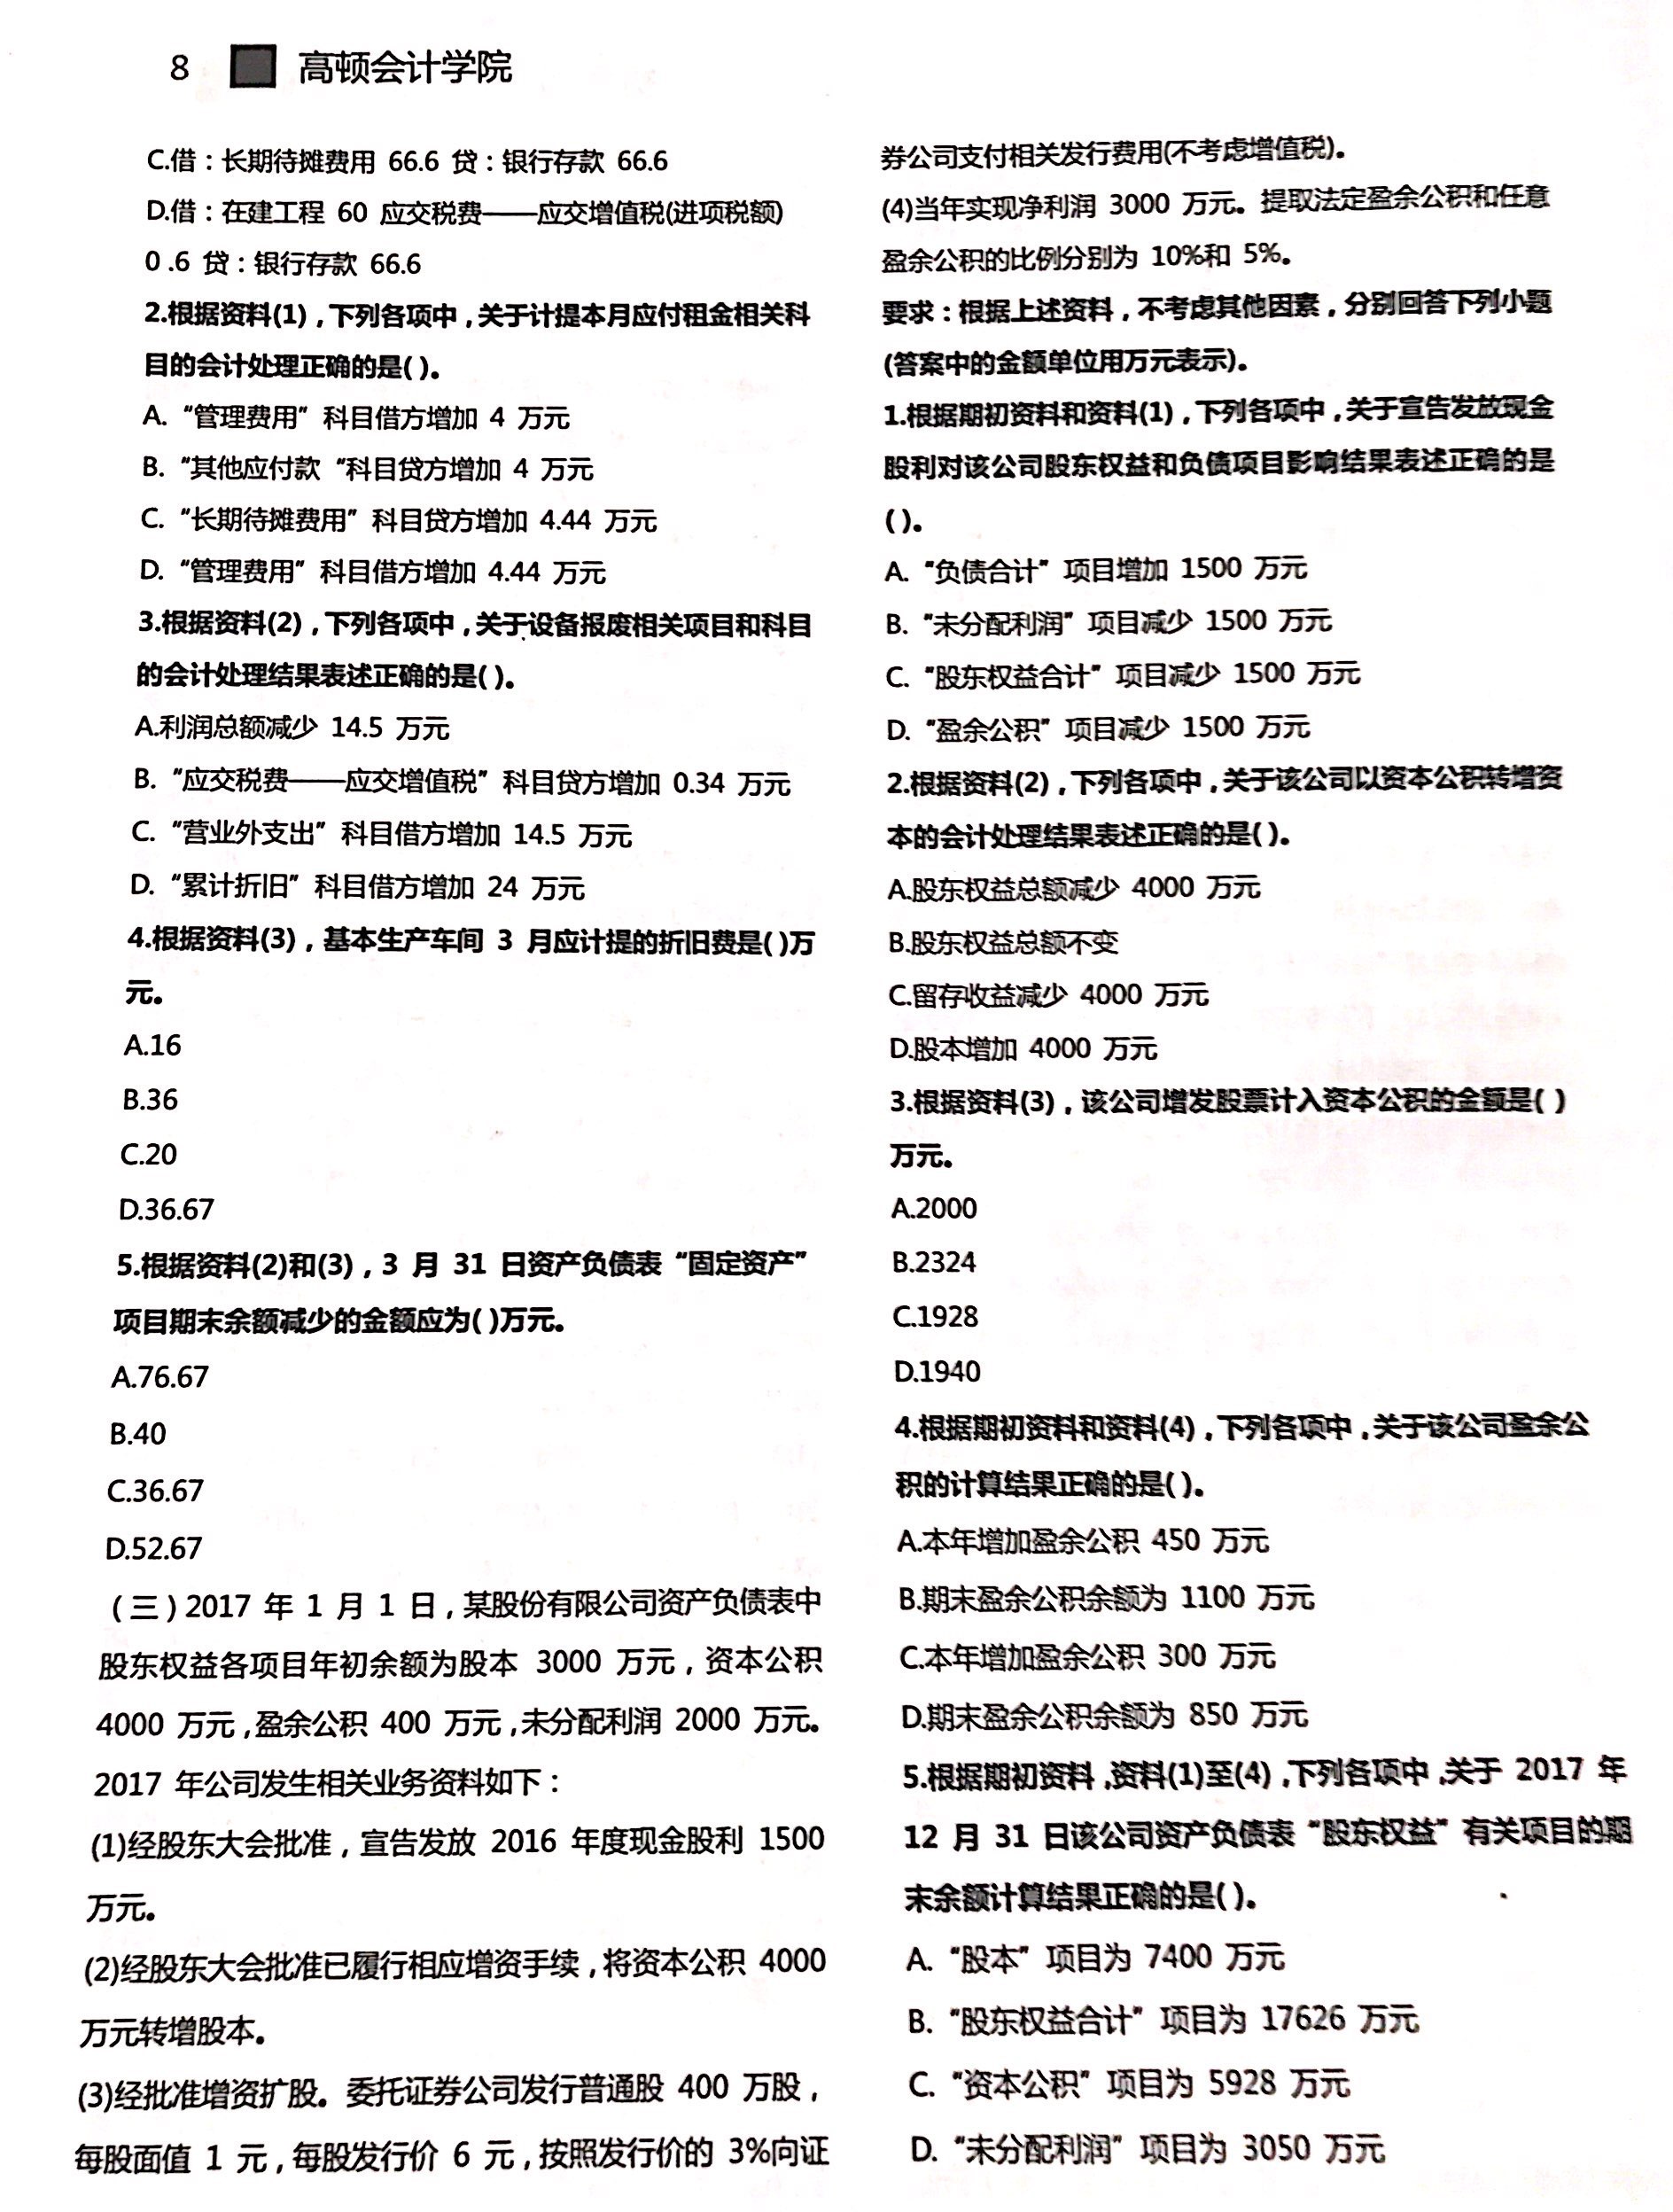 8 高顿会计学院
C.借：长期待摊费用 66.6 贷：银行存款 66.6
D.借：在建工程 60 应交税费——应交增值税(进项税额)
0 .6 贷：银行存款 66.6
2.根据资料(1)，下列各项中，关于计提本月应付租金相关科
目的会计处理正确的是( )。
A. “管理费用” 科目借方增加 4 万元
B. “其他应付款 “科目贷方增加 4 万元
C. “长期待摊费用” 科目贷方增加 4.44 万元
D. “管理费用” 科目借方增加 4.44 万元
3.根据资料(2)，下列各项中，关于设备报废相关项目和科目
的会计处理结果表述正确的是( )。
A.利润总额减少 14.5 万元
B. “应交税费——应交增值税” 科目贷方增加 0.34 万元
C. “营业外支出” 科目借方增加 14.5 万元
D. “累计折旧” 科目借方增加 24 万元
4.根据资料(3)，基本生产车间 3 月应计提的折旧费是( )万
元。
A.16
B.36
C.20
D.36.67
5.根据资料(2)和(3)，3 月 31 日资产负债表 “固定资产”
项目期末余额减少的金额应为( )万元。
A.76.67
B.40
C.36.67
D.52.67
（三）2017 年 1 月 1 日，某股份有限公司资产负债表中
股东权益各项目年初余额为股本 3000 万元，资本公积
4000 万元，盈余公积 400 万元，未分配利润 2000 万元。
2017 年公司发生相关业务资料如下：
(1)经股东大会批准，宣告发放 2016 年度现金股利 1500
万元。
(2)经股东大会批准已履行相应增资手续，将资本公积 4000
万元转增股本。
(3)经批准增资扩股。委托证券公司发行普通股 400 万股，
每股面值 1 元，每股发行价 6 元，按照发行价的 3%向证
券公司支付相关发行费用(不考虑增值税)。
(4)当年实现净利润 3000 万元。提取法定盈余公积和任意
盈余公积的比例分别为 10%和 5%。
要求：根据上述资料，不考虑其他因素，分别回答下列小题
(答案中的金额单位用万元表示)。
1.根据期初资料和资料(1)，下列各项中，关于宣告发放现金
股利对该公司股东权益和负债项目影响结果表述正确的是
( )。
A. “负债合计” 项目增加 1500 万元
B. “未分配利润” 项目减少 1500 万元
C. “股东权益合计” 项目减少 1500 万元
D. “盈余公积” 项目减少 1500 万元
2.根据资料(2)，下列各项中，关于该公司以资本公积转增资
本的会计处理结果表述正确的是( )。
A.股东权益总额减少 4000 万元
B.股东权益总额不变
C.留存收益减少 4000 万元
D.股本增加 4000 万元
3.根据资料(3)，该公司增发股票计入资本公积的金额是( )
万元。
A.2000
B.2324
C.1928
D.1940
4.根据期初资料和资料(4)，下列各项中，关于该公司盈余公
积的计算结果正确的是( )。
A.本年增加盈余公积 450 万元
B.期末盈余公积余额为 1100 万元
C.本年增加盈余公积 300 万元
D.期末盈余公积余额为 850 万元
5.根据期初资料，资料(1)至(4)，下列各项中，关于 2017 年
12 月 31 日该公司资产负债表 “股东权益” 有关项目的期
末余额计算结果正确的是( )。
A. “股本” 项目为 7400 万元
B. “股东权益合计” 项目为 17626 万元
C. “资本公积” 项目为 5928 万元
D. “未分配利润” 项目为 3050 万元